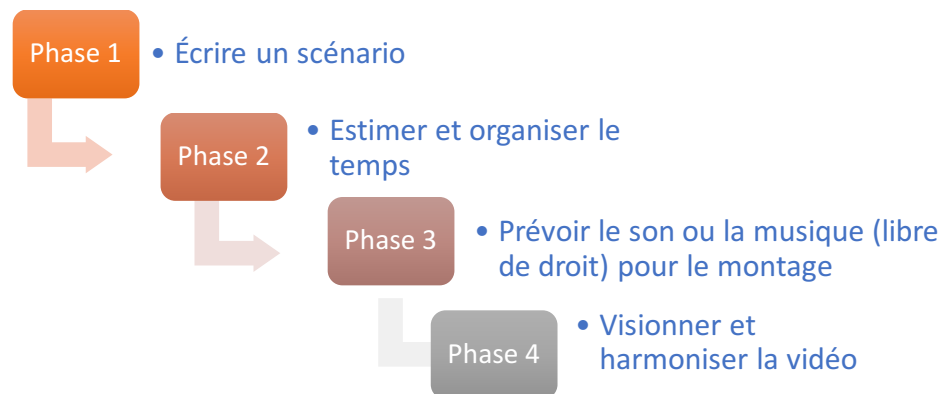 Phase 1
• Écrire un scénario
Phase 2
• Estimer et organiser le
temps
Phase 3
• Prévoir le son ou la musique (libre
de droit) pour le montage
Phase 4
• Visionner et
harmoniser la vidéo